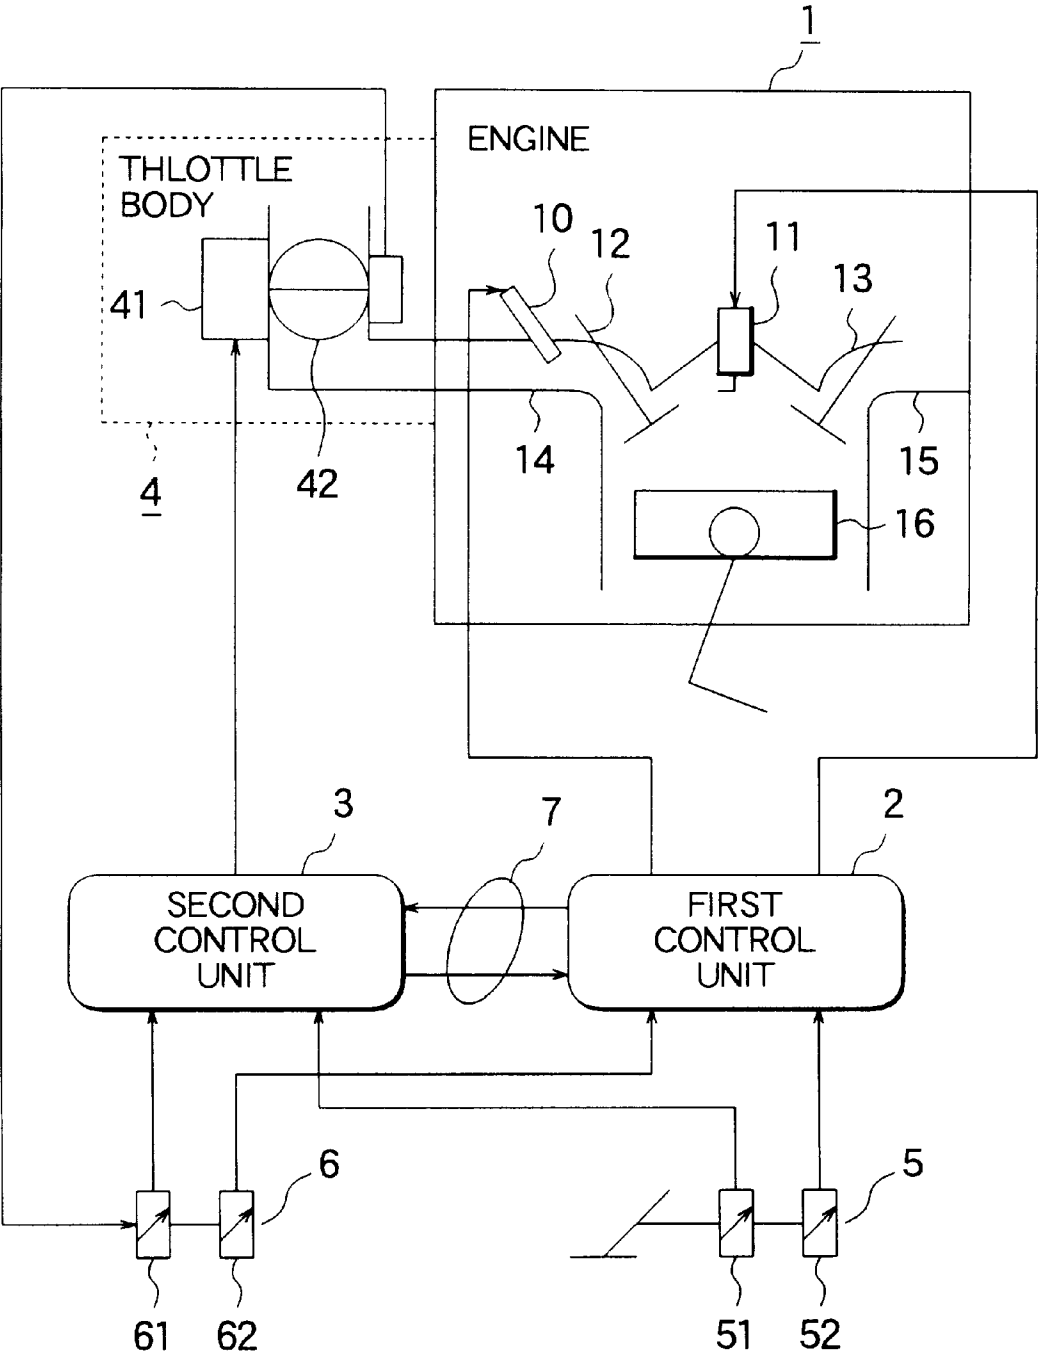 1
ENGINE
THLOTTLE
BODY
10
12
11
13
41
42
14
15
4
16
3
7
2
SECOND
CONTROL
UNIT
FIRST
CONTROL
UNIT
6
5
61
62
51
52